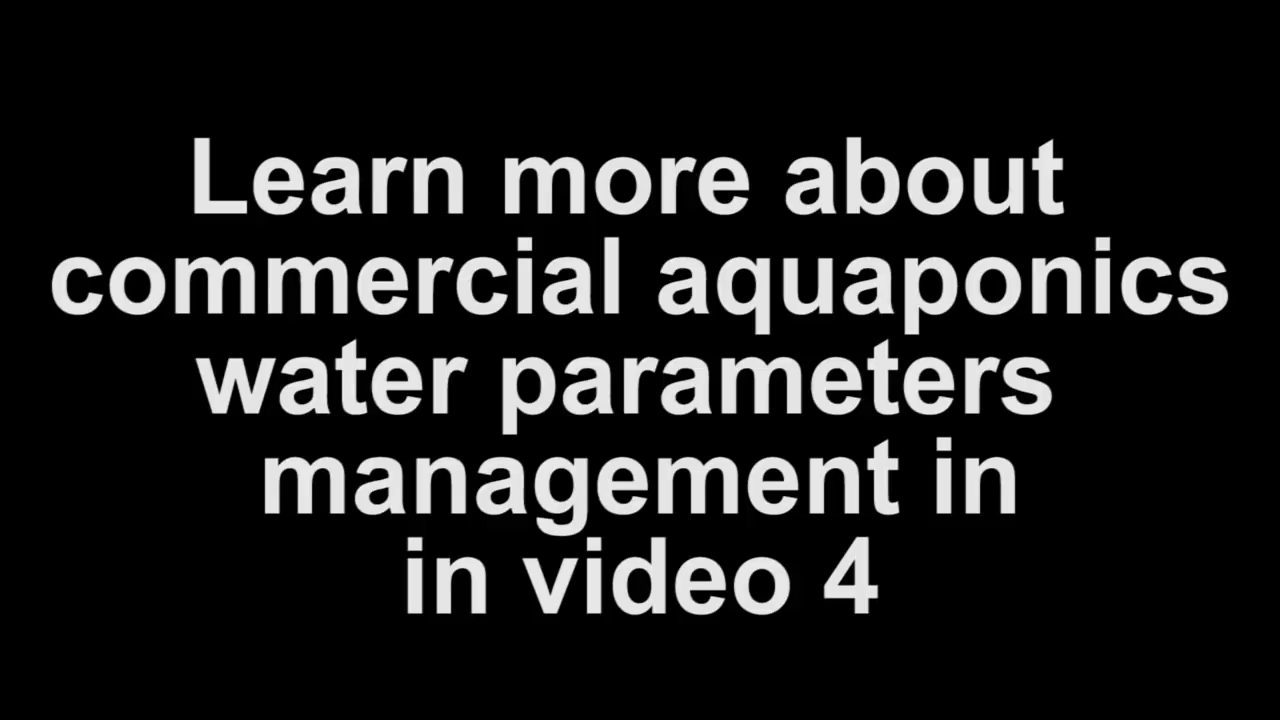 Learn more about
commercial aquaponics
water parameters
management in
in video 4